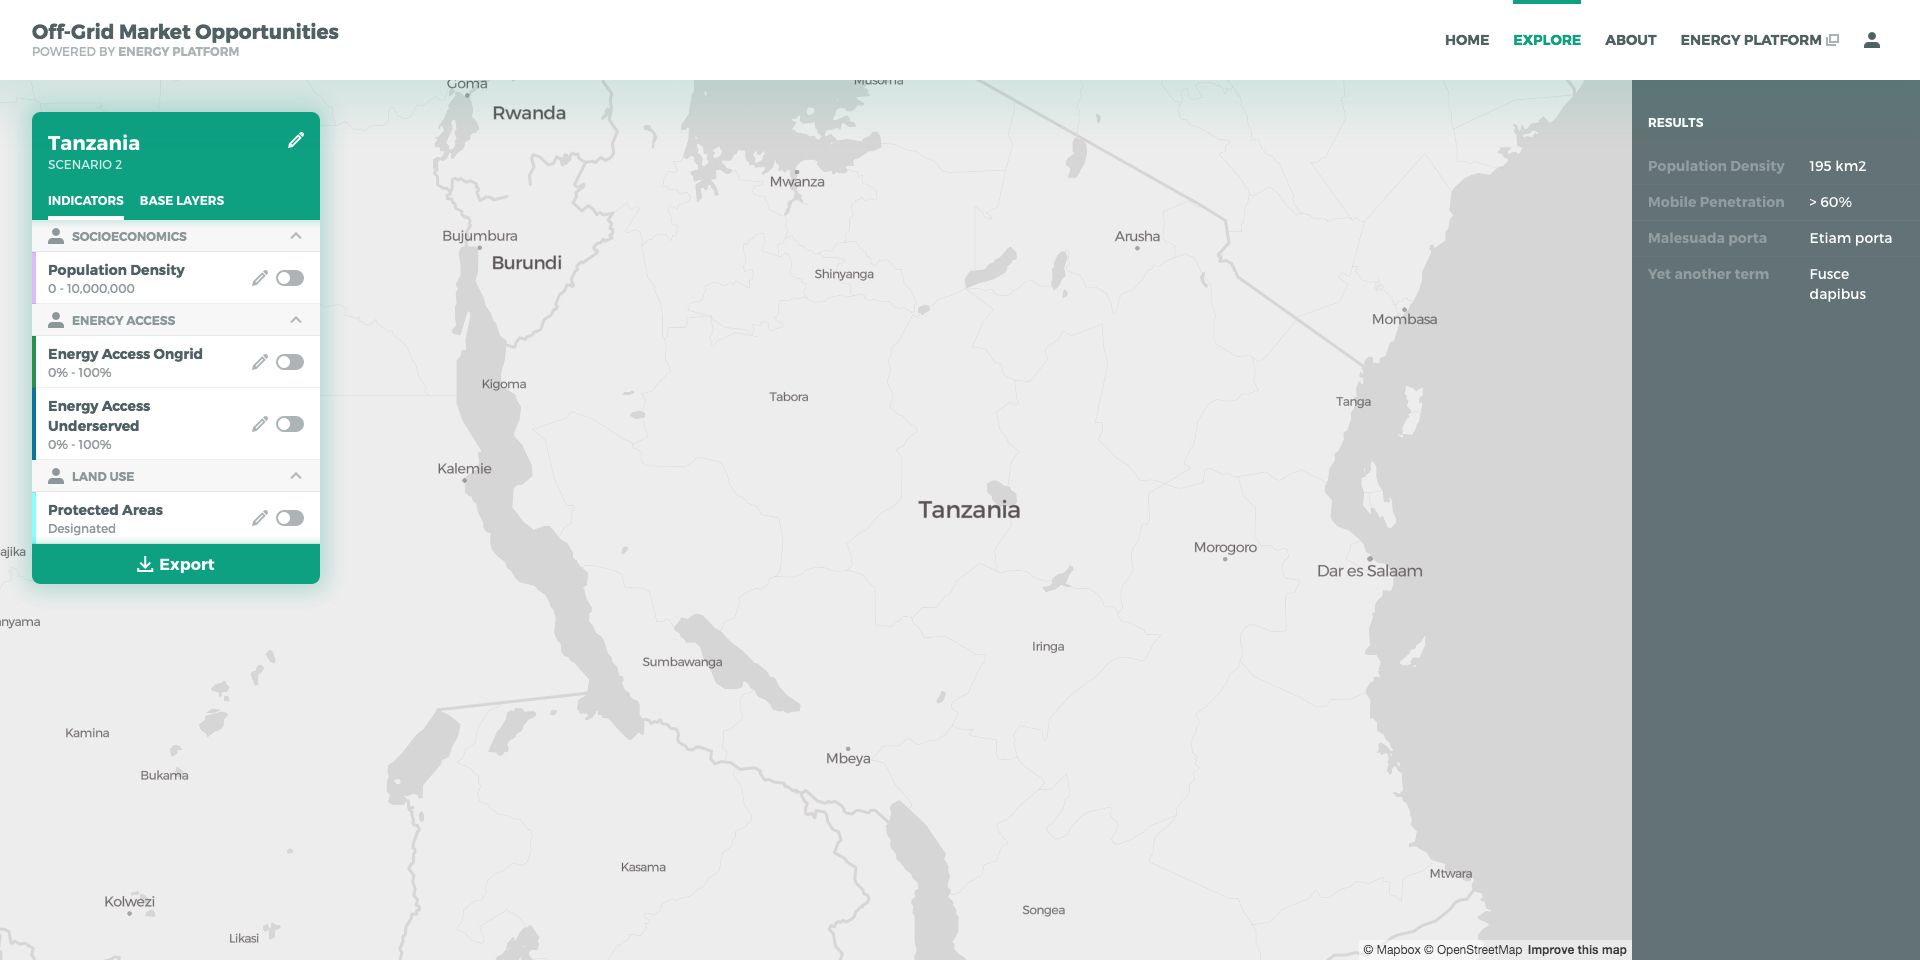 Off-Grid Market Opportunities
POWERED BY ENERGY PLATFORM
HOME EXPLORE ABOUT ENERGY PLATFORM
Tanzania
SCENARIO 2
INDICATORS BASE LAYERS
SOCIOECONOMICS
Population Density
0 - 10,000,000
ENERGY ACCESS
Energy Access Ongrid
0% - 100%
Energy Access
Underserved
0% - 100%
LAND USE
Protected Areas
Designated
Export
Goma
Musoma
Rwanda
Mwanza
Bujumbura
Arusha
Burundi
Shinyanga
Mombasa
Kigoma
Tabora
Tanga
Kalemie
Tanzania
Morogoro
ajika
Dar es Salaam
nyama
Iringa
Sumbawanga
Kamina
Mbeya
Bukama
Kasama
Mtwara
Kolwezi
Songea
Likasi
© Mapbox © OpenStreetMap Improve this map
RESULTS
Population Density 195 km2
Mobile Penetration > 60%
Malesuada porta Etiam porta
Yet another term Fusce
dapibus